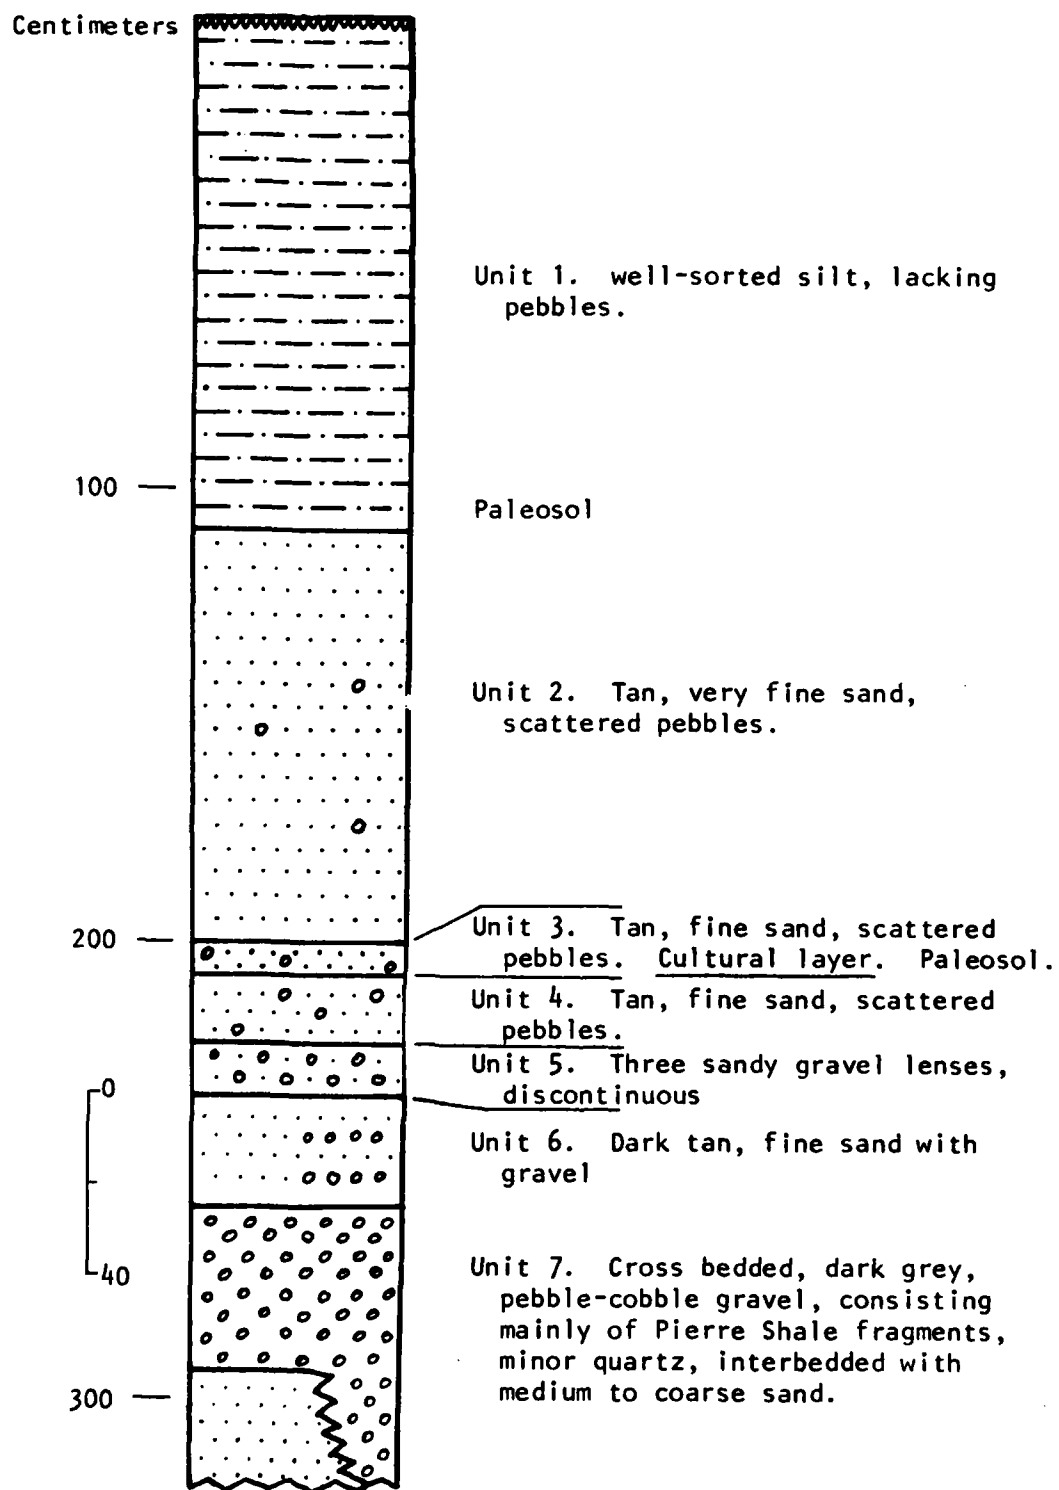 Centimeters
Unit 1. well-sorted silt, lacking
pebbles.
100
Paleosol
Unit 2. Tan, very fine sand,
scattered pebbles.
200
Unit 3. Tan, fine sand, scattered
pebbles. Cultural layer. Paleosol.
Unit 4. Tan, fine sand, scattered
pebbles.
Unit 5. Three sandy gravel lenses,
discontinuous
0
Unit 6. Dark tan, fine sand with
gravel
40
Unit 7. Cross bedded, dark grey,
pebble-cobble gravel, consisting
mainly of Pierre Shale fragments,
minor quartz, interbedded with
medium to coarse sand.
300